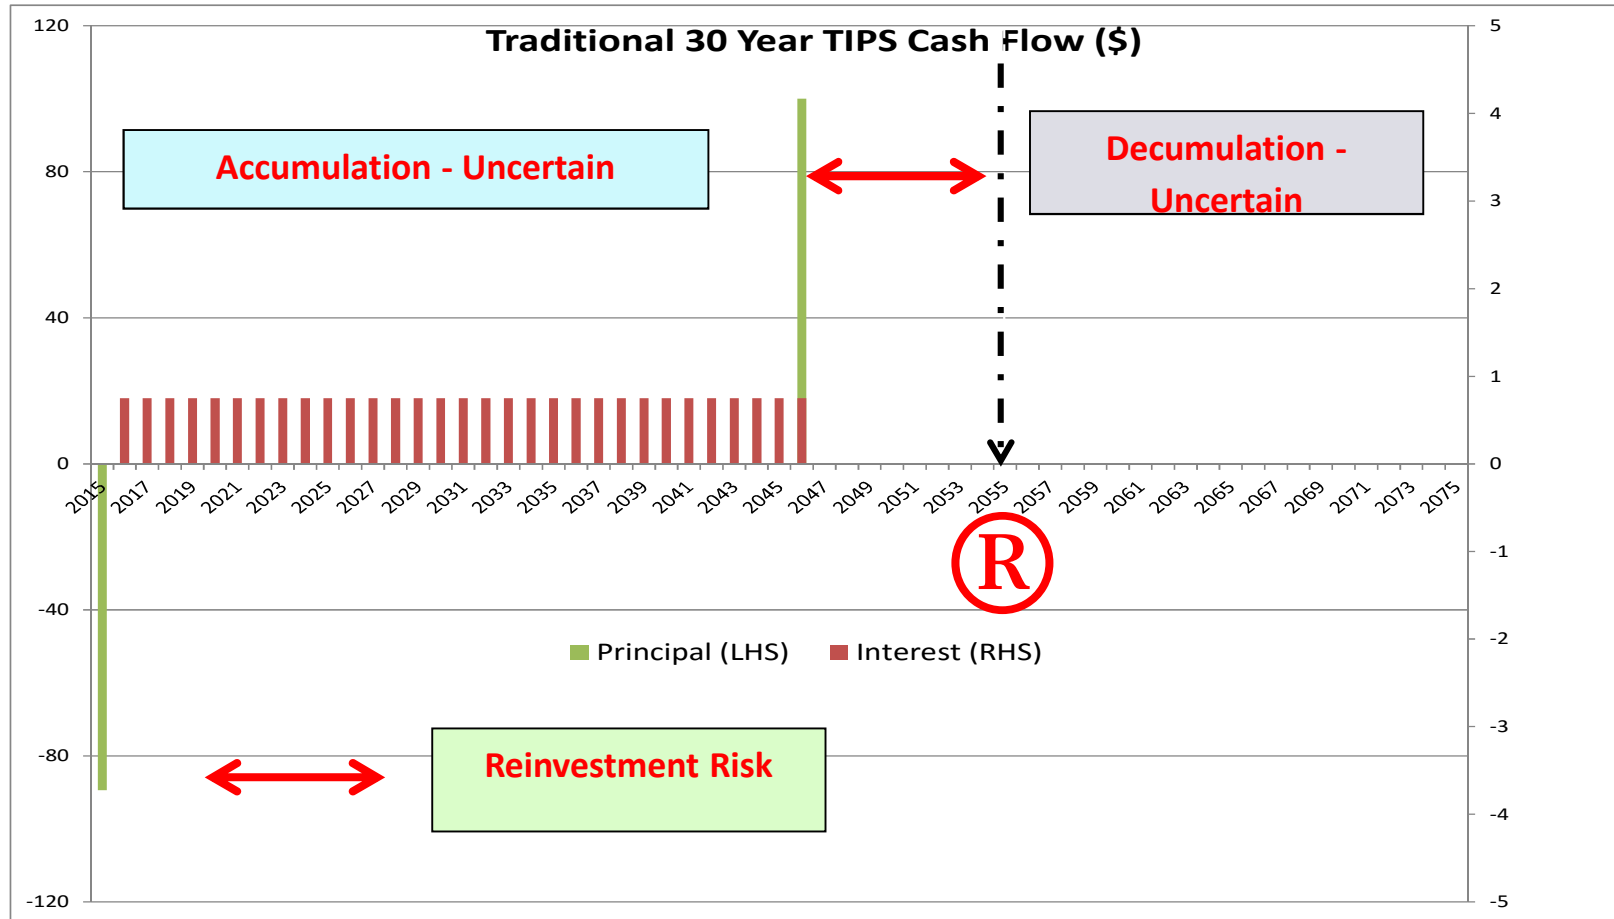 Traditional 30 Year TIPS Cash Flow ($)
120
80
40
0
-40
-80
-120
5
4
3
2
1
0
-1
-2
-3
-4
-5
Accumulation - Uncertain
Decumulation -
Uncertain
2015 2017 2019 2021 2023 2025 2027 2029 2031 2033 2035 2037 2039 2041 2043 2045 2047 2049 2051 2053 2055 2057 2059 2061 2063 2065 2067 2069 2071 2073 2075
®
Principal (LHS) Interest (RHS)
Reinvestment Risk